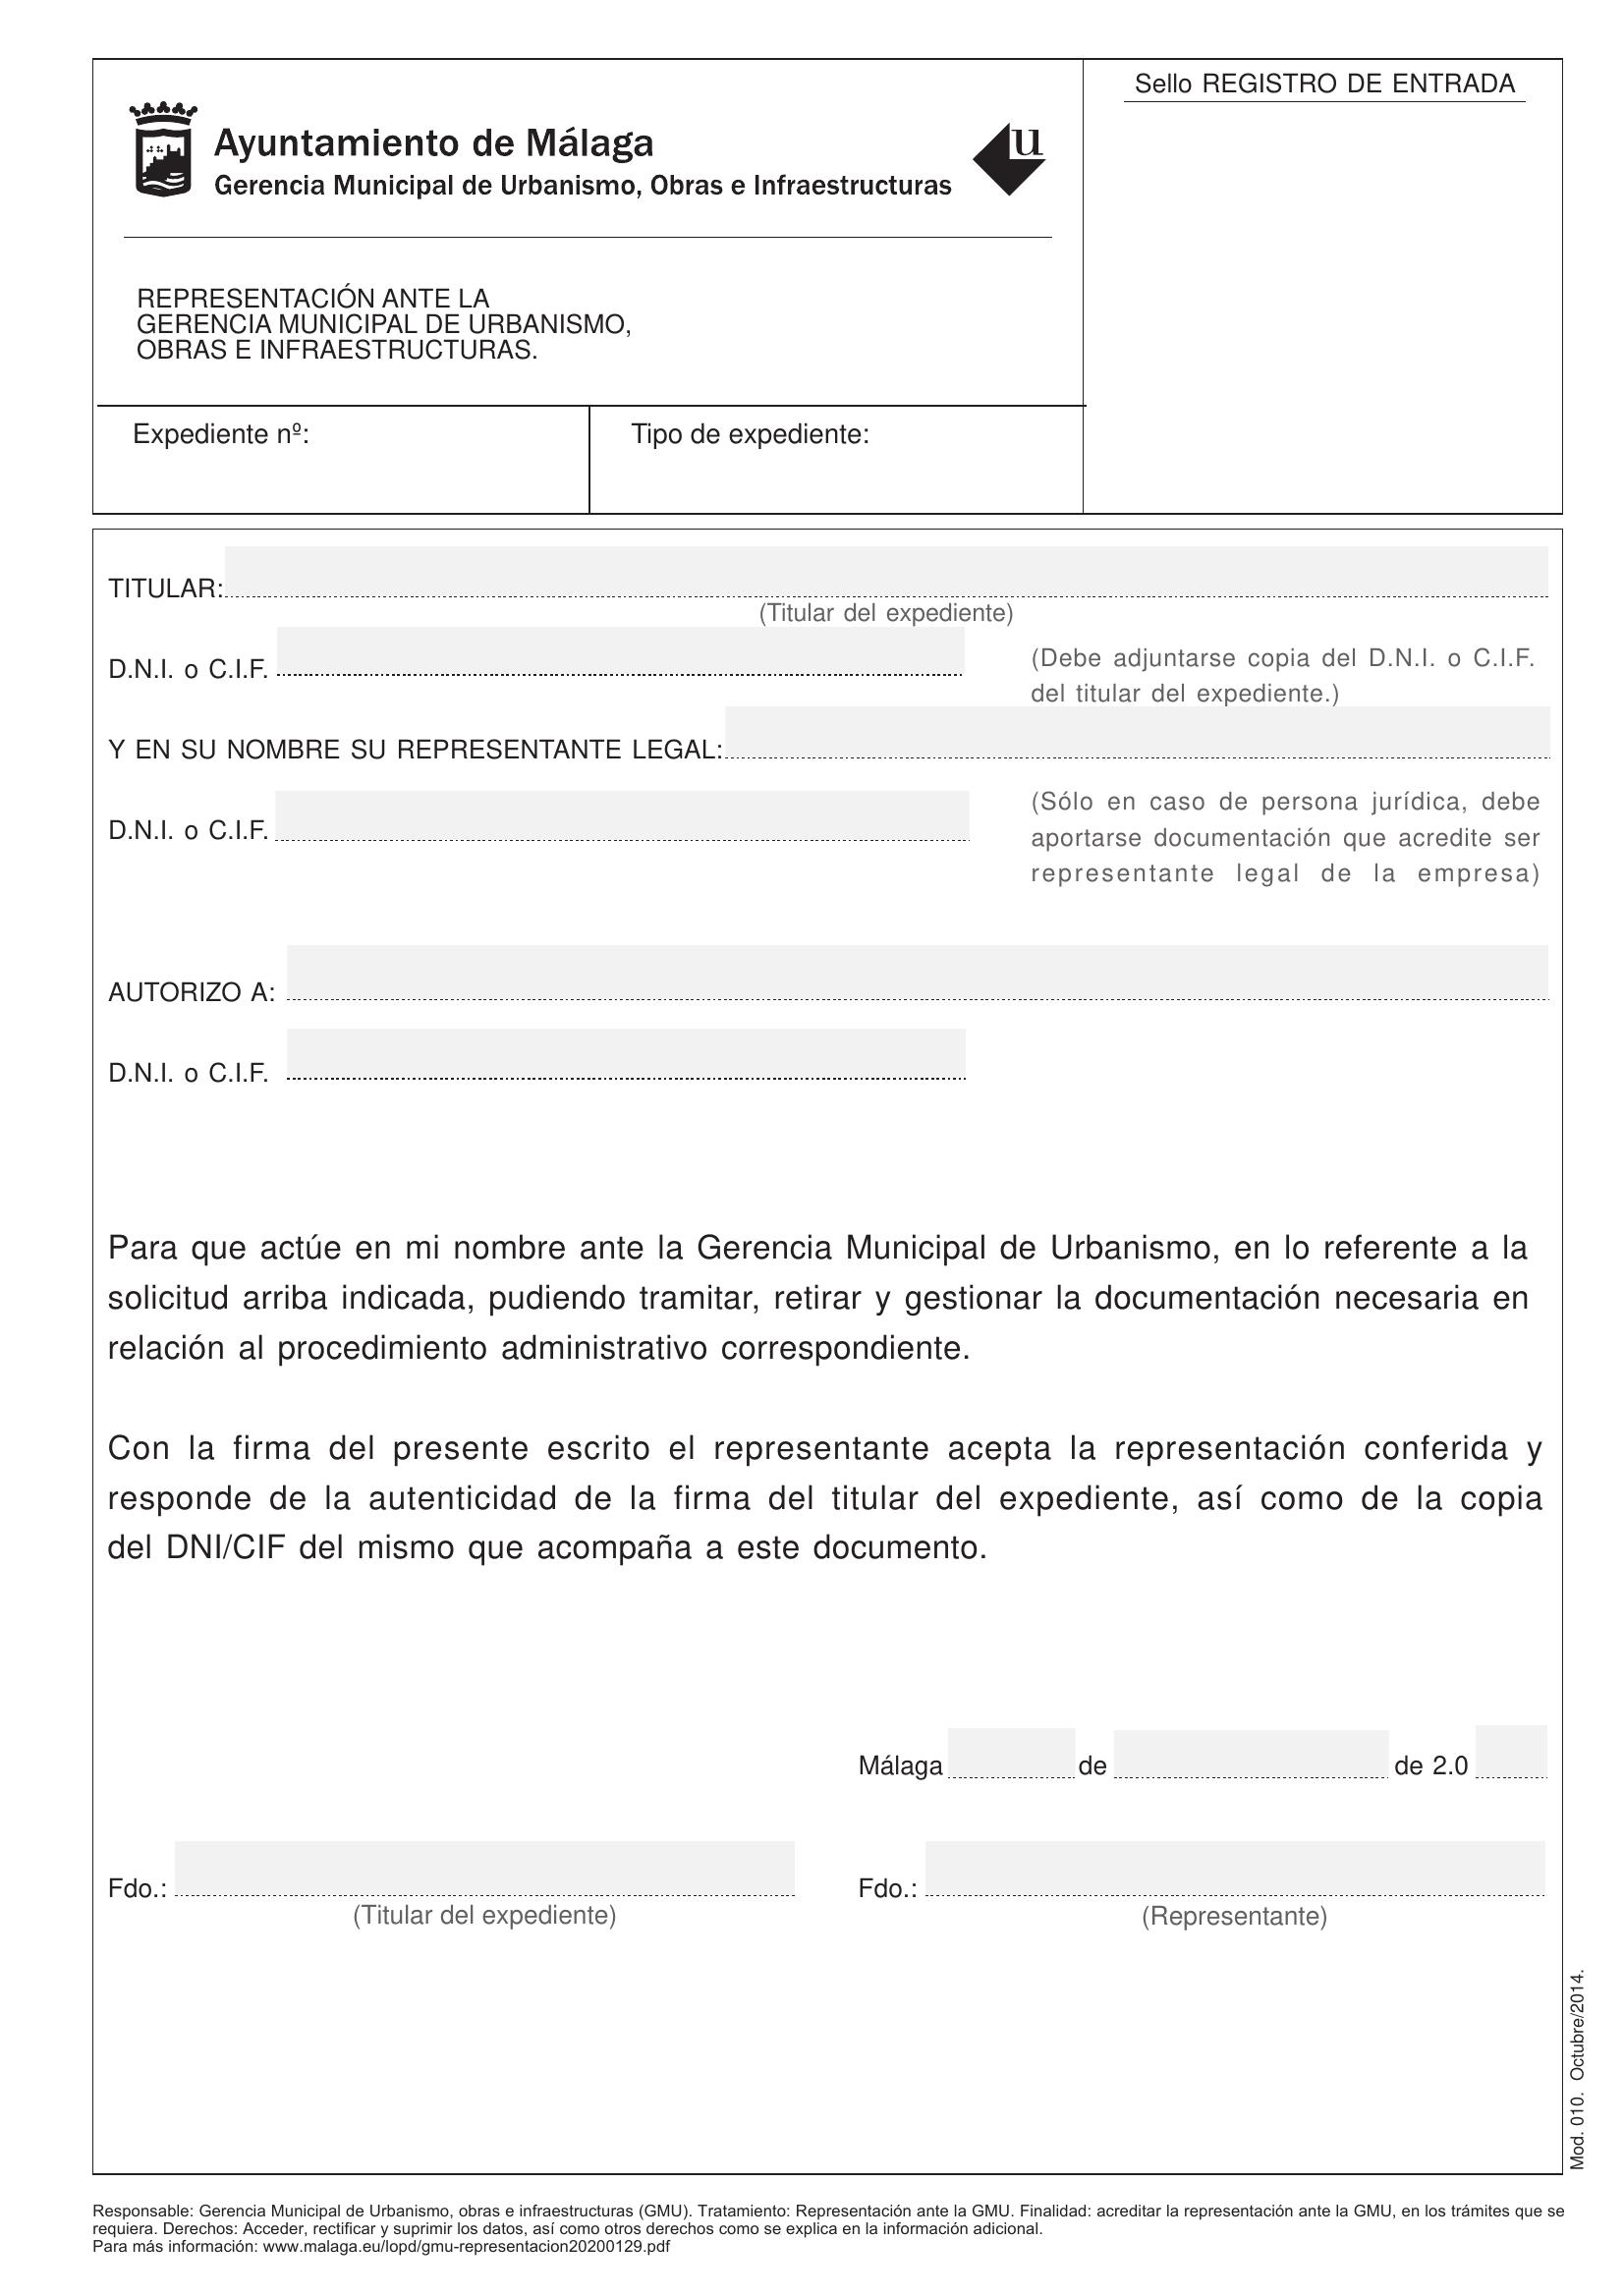 Sello REGISTRO DE ENTRADA
Ayuntamiento de Málaga
Gerencia Municipal de Urbanismo, Obras e Infraestructuras
u
REPRESENTACIÓN ANTE LA
GERENCIA MUNICIPAL DE URBANISMO,
OBRAS E INFRAESTRUCTURAS.
Expediente nº:
Tipo de expediente:
TITULAR:
(Titular del expediente)
D.N.I. o C.I.F.
(Debe adjuntarse copia del D.N.I. o C.I.F.
del titular del expediente.)
Y EN SU NOMBRE SU REPRESENTANTE LEGAL:
D.N.I. o C.I.F.
(Sólo en caso de persona jurídica, debe
aportarse documentación que acredite ser
representante legal de la empresa)
AUTORIZO A:
D.N.I. o C.I.F.
Para que actúe en mi nombre ante la Gerencia Municipal de Urbanismo, en lo referente a la
solicitud arriba indicada, pudiendo tramitar, retirar y gestionar la documentación necesaria en
relación al procedimiento administrativo correspondiente.
Con la firma del presente escrito el representante acepta la representación conferida y
responde de la autenticidad de la firma del titular del expediente, así como de la copia
del DNI/CIF del mismo que acompaña a este documento.
Málaga de de 2.0
Fdo.:
(Titular del expediente)
Fdo.:
(Representante)
Mod. 010. Octubre/2014.
Responsable: Gerencia Municipal de Urbanismo, obras e infraestructuras (GMU). Tratamiento: Representación ante la GMU. Finalidad: acreditar la representación ante la GMU, en los trámites que se
requiera. Derechos: Acceder, rectificar y suprimir los datos, así como otros derechos como se explica en la información adicional.
Para más información: www.malaga.eu/lopd/gmu-representacion20200129.pdf